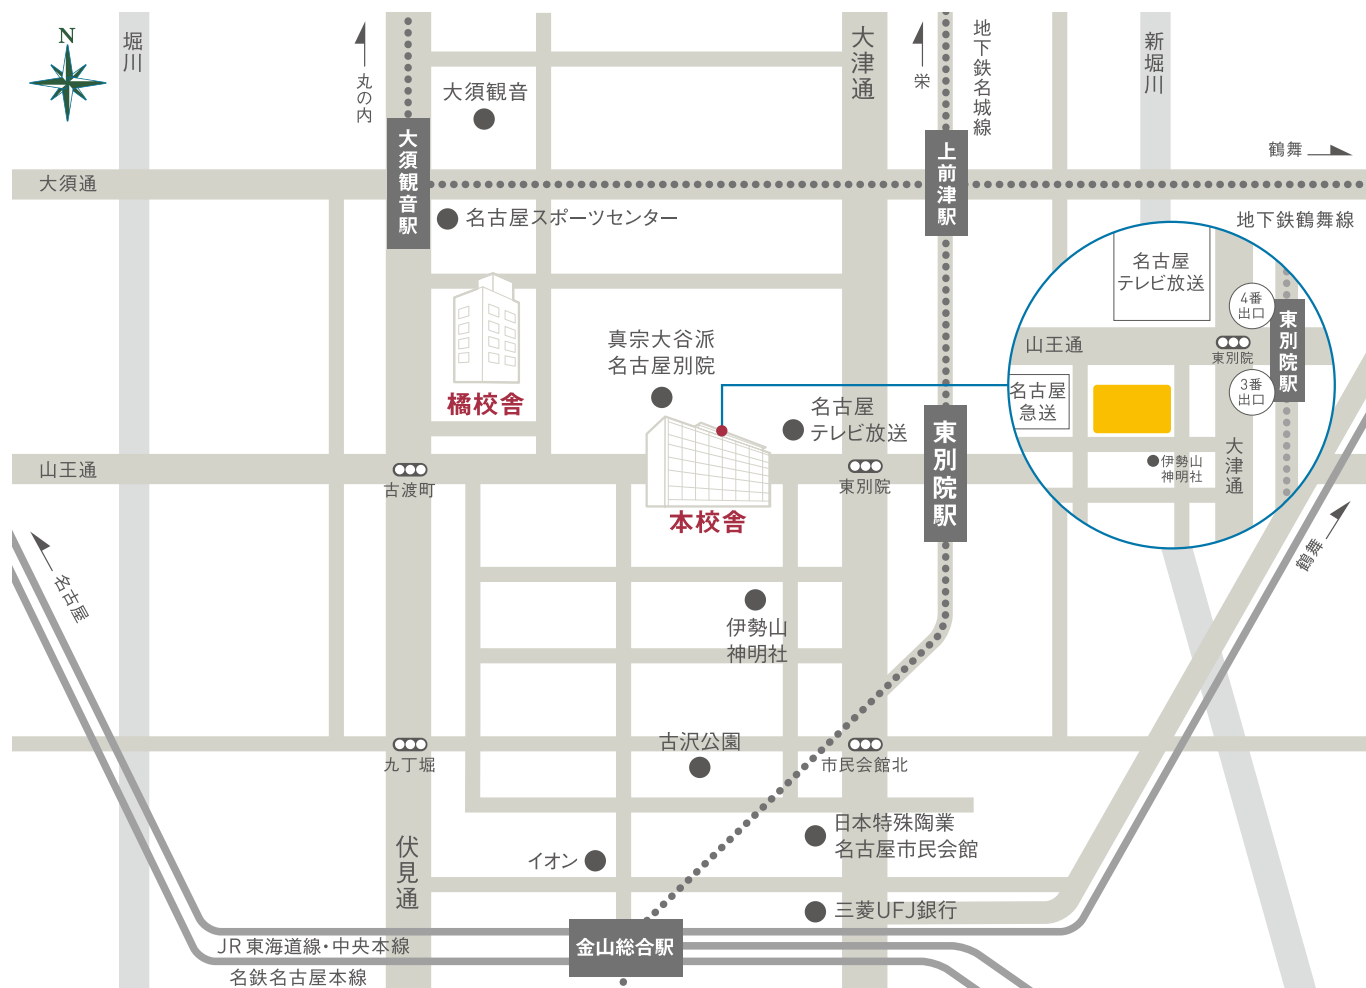 N
堀川
丸の内
大須観音
大津通
栄
地下鉄名城線
新堀川
鶴舞
大須通
大須観音駅
上前津駅
名古屋スポーツセンター
地下鉄鶴舞線
名古屋
テレビ放送
4番
出口
東別院駅
山王通
東別院
3番
出口
名古屋
急送
大津通
伊勢山
神明社
真宗大谷派
名古屋別院
橘校舎
名古屋
テレビ放送
東別院駅
山王通
古渡町
東別院
本校舎
名古屋
鶴舞
伊勢山
神明社
古沢公園
九丁堀
市民会館北
伏見通
イオン
日本特殊陶業
名古屋市民会館
三菱UFJ銀行
金山総合駅
JR東海道線・中央本線
名鉄名古屋本線